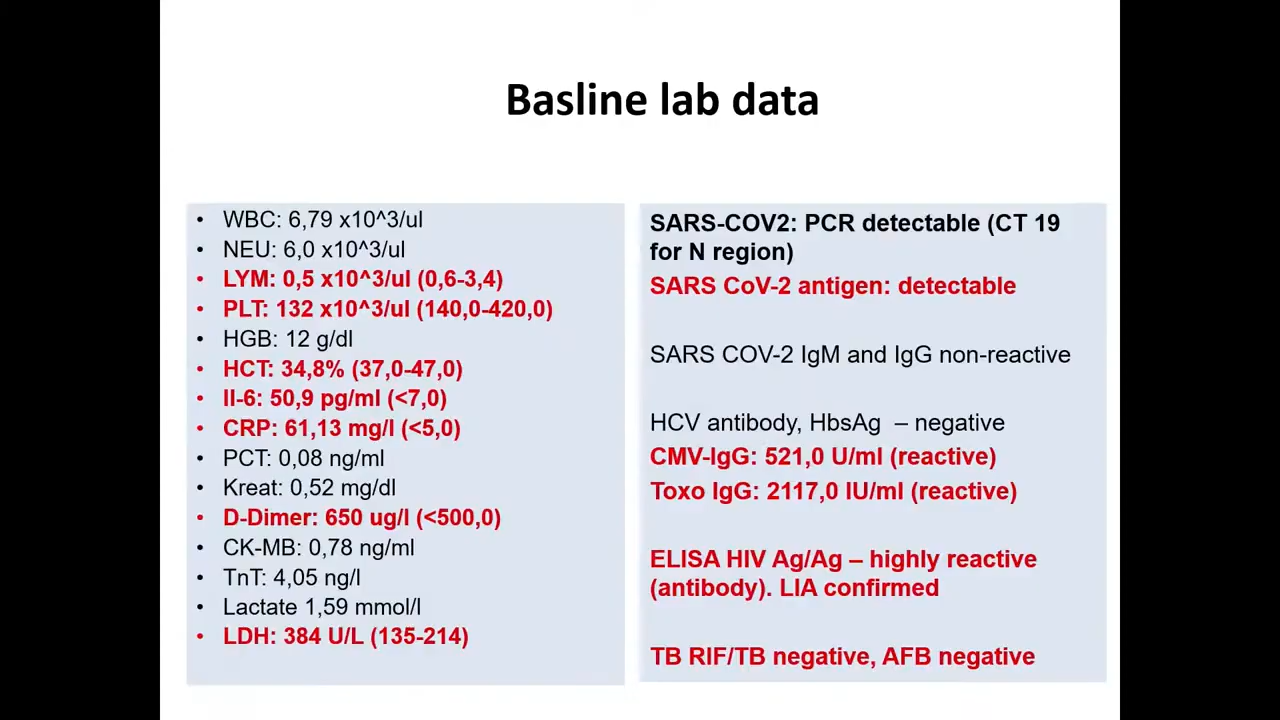 Basline lab data
• WBC: 6,79 x10^3/ul
• NEU: 6,0 x10^3/ul
• LYM: 0,5 x10^3/ul (0,6-3,4)
• PLT: 132 x10^3/ul (140,0-420,0)
• HGB: 12 g/dl
• HCT: 34,8% (37,0-47,0)
• Il-6: 50,9 pg/ml (<7,0)
• CRP: 61,13 mg/l (<5,0)
• PCT: 0,08 ng/ml
• Kreat: 0,52 mg/dl
• D-Dimer: 650 ug/l (<500,0)
• CK-MB: 0,78 ng/ml
• TnT: 4,05 ng/l
• Lactate 1,59 mmol/l
• LDH: 384 U/L (135-214)
SARS-COV2: PCR detectable (CT 19
for N region)
SARS CoV-2 antigen: detectable
SARS COV-2 IgM and IgG non-reactive
HCV antibody, HbsAg – negative
CMV-IgG: 521,0 U/ml (reactive)
Toxo IgG: 2117,0 IU/ml (reactive)
ELISA HIV Ag/Ag – highly reactive
(antibody). LIA confirmed
TB RIF/TB negative, AFB negative